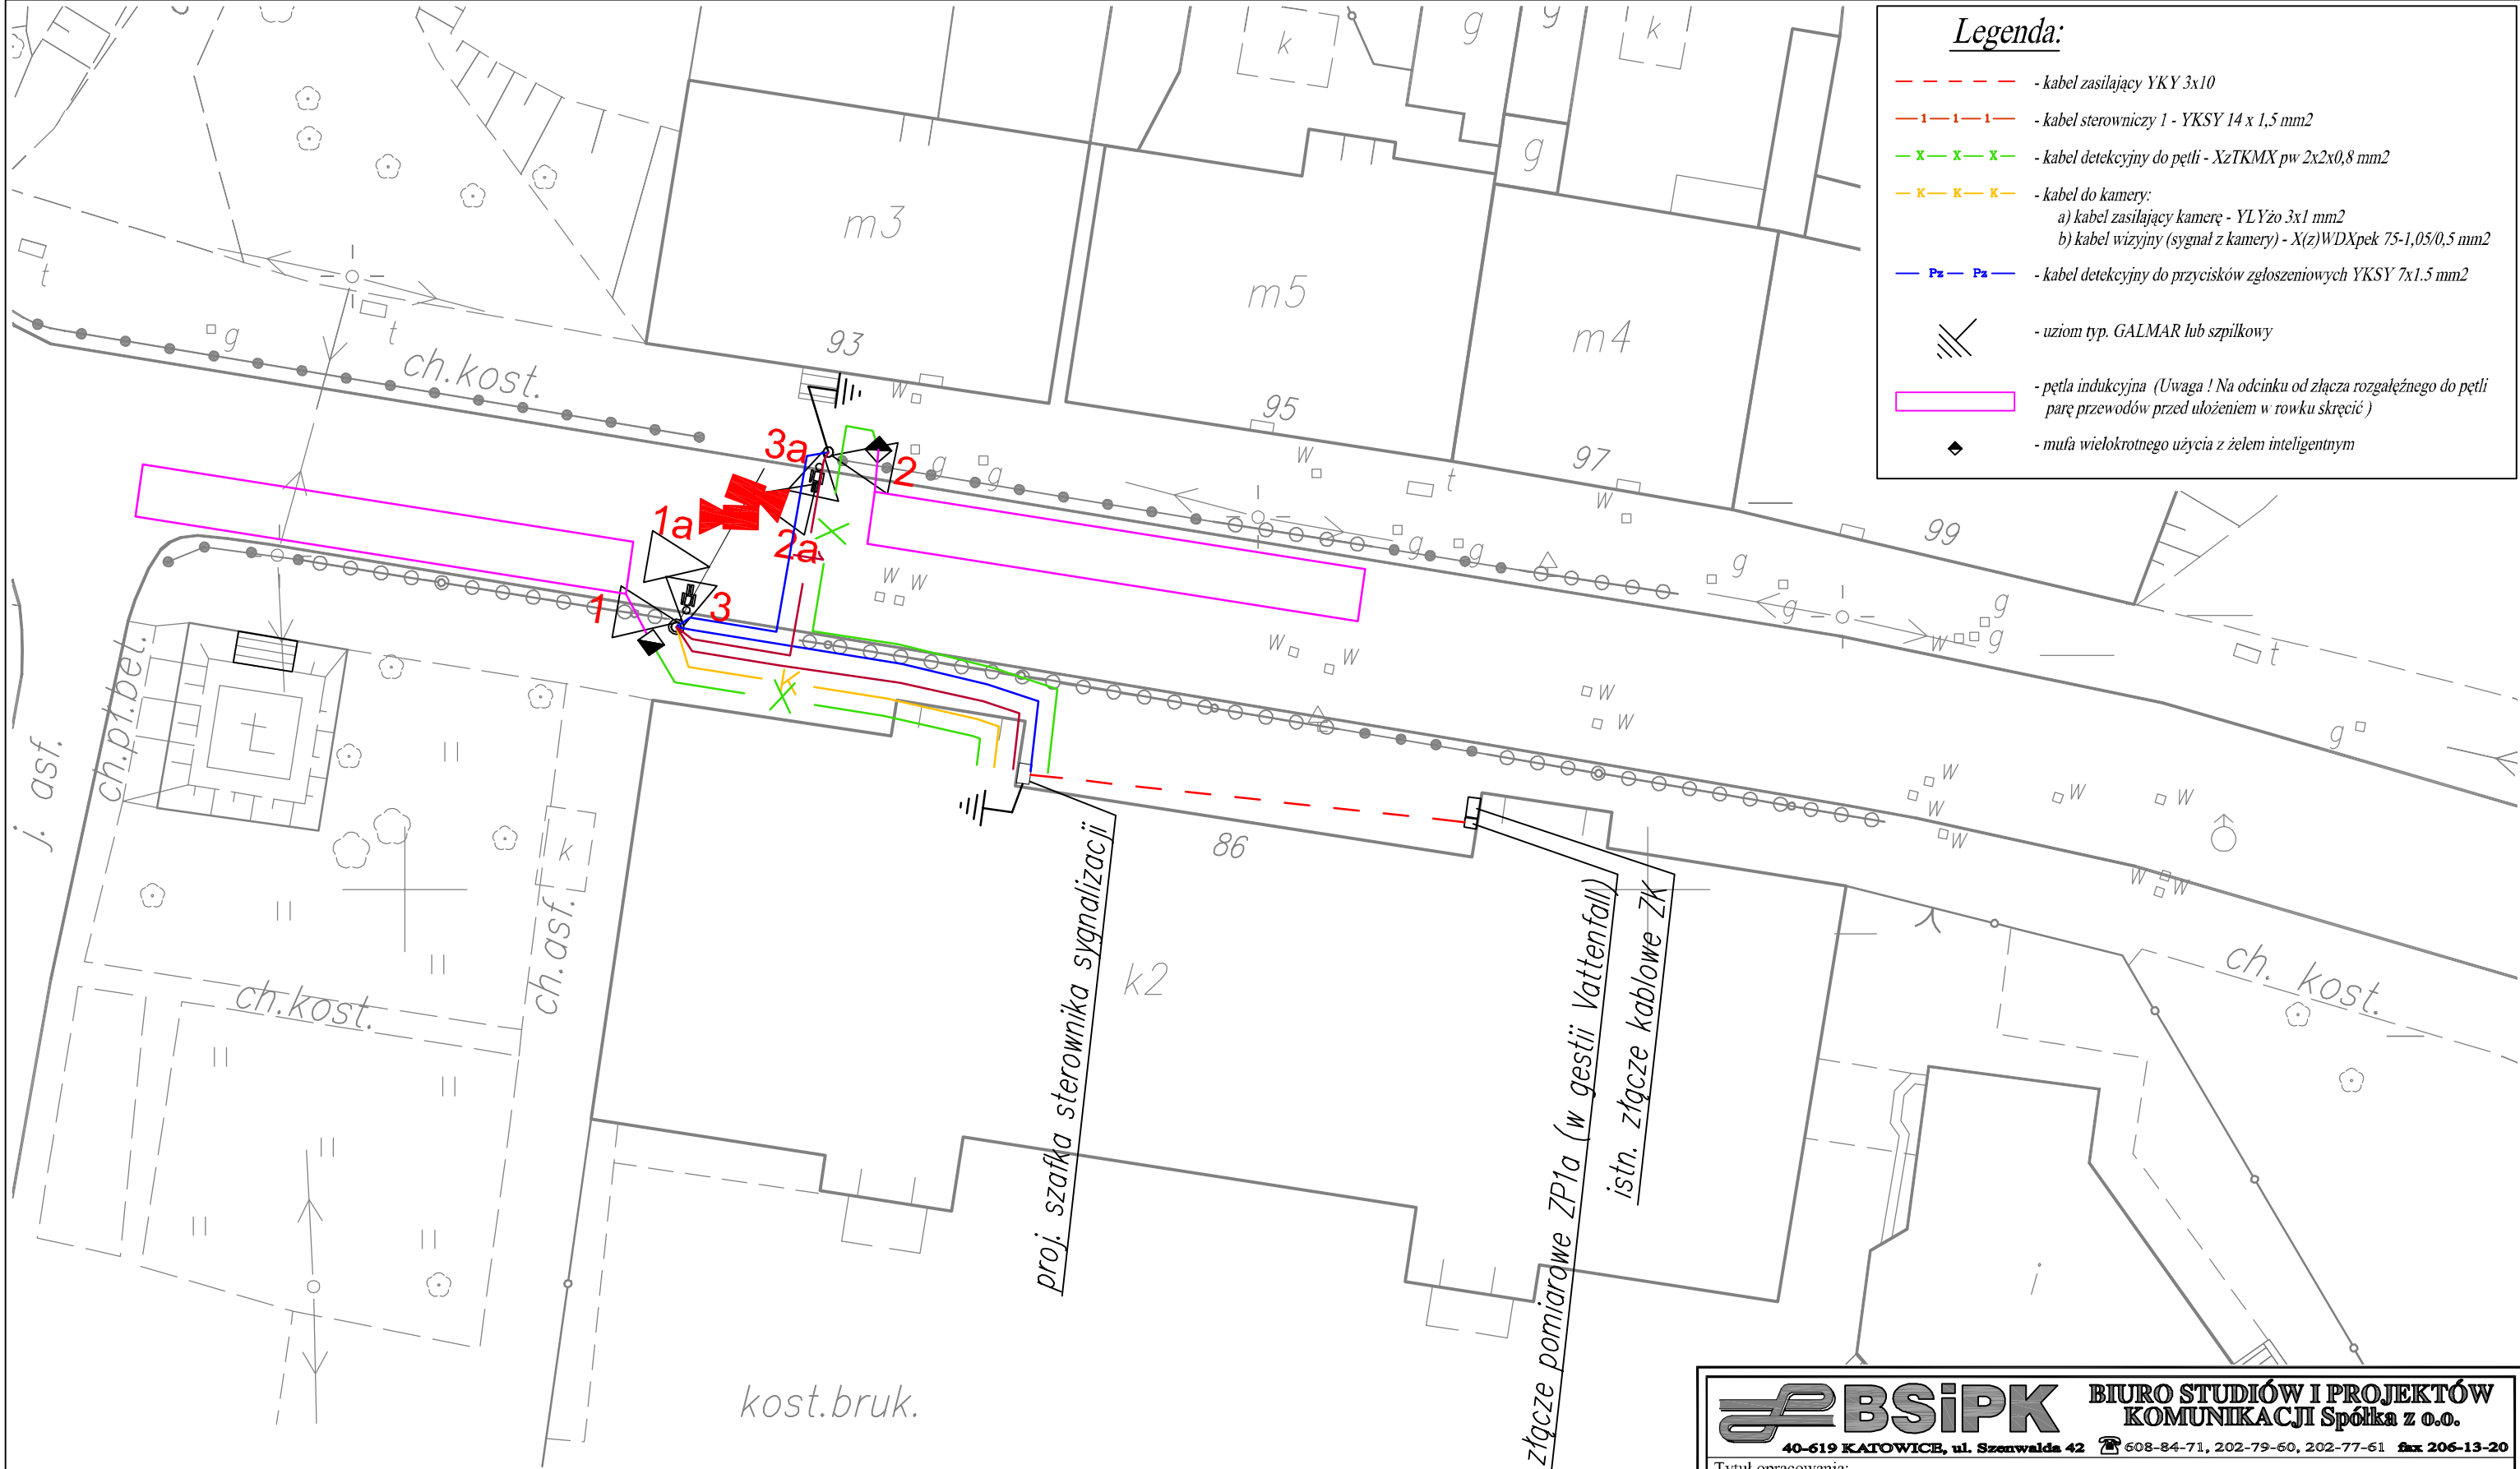 Legenda:
- kabel zasilający YKY 3x10
1 1 1
- kabel sterowniczy 1 - YKSY 14 x 1,5 mm2
X X X
- kabel detekcyjny do pętli - XzTKMX pw 2x2x0,8 mm2
K K K
- kabel do kamery:
a) kabel zasilający kamerę - YLYżo 3x1 mm2
b) kabel wizyjny (sygnał z kamery) - X(z)WDXpek 75-1,05/0,5 mm2
Pz Pz
- kabel detekcyjny do przycisków zgłoszeniowych YKSY 7x1.5 mm2
- uziom typ. GALMAR lub szpilkowy
- pętla indukcyjna (Uwaga ! Na odcinku od złącza rozgałęźnego do pętli
parę przewodów przed ułożeniem w rowku skręcić )
- mufa wielokrotnego użycia z żelem inteligentnym
k
g
g
k
g
m3
m5
m4
t
t
g
ch.kost.
93
95
97
99
w
w
w
g
g
t
g
g
g
g
g
w
g
t
g
3a
2
1a
2a
1
3
X
X
K
w w
w
w
w
w
w
w
w
w
w
w
w
ch.pł.bet.
j. asf.
k
ch.asf.
ch.kost.
86
k2
ch. kost.
i
kost.bruk.
proj. szafka sterownika sygnalizacji
złącze pomiarowe ZP1a (w gestii Vattenfall)
istn. złącze kablowe ZK
BSiPK
BIURO STUDIÓW I PROJEKTÓW
KOMUNIKACJI Spółka z o.o.
40-619 KATOWICE, ul. Szenwalda 42 ☎ 608-84-71, 202-79-60, 202-77-61 fax 206-13-20
Tytuł opracowania: